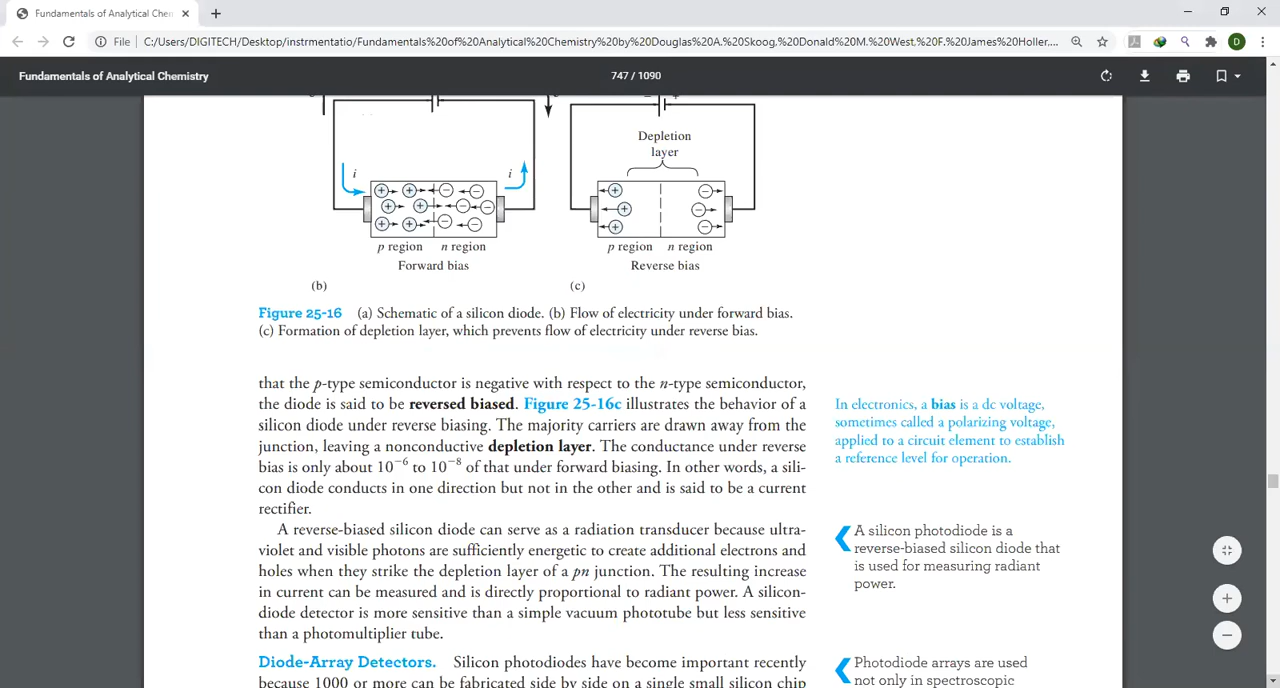 Fundamentals of Analytical Chem
File
C:/Users/DIGITECH/Desktop/instrmentatio/Fundamentals%20of%20Analytical%20Chemistry%20by%20Douglas%20A.%20Skoog,%20Donald%20M.%20West,%20F.%20James%20Holler,...
D
Fundamentals of Analytical Chemistry
747 / 1090
− +
Depletion
layer
i
i
p region n region
Forward bias
p region n region
Reverse bias
(b)
(c)
Figure 25-16 (a) Schematic of a silicon diode. (b) Flow of electricity under forward bias.
(c) Formation of depletion layer, which prevents flow of electricity under reverse bias.
that the p-type semiconductor is negative with respect to the n-type semiconductor,
the diode is said to be reversed biased. Figure 25-16c illustrates the behavior of a
silicon diode under reverse biasing. The majority carriers are drawn away from the
junction, leaving a nonconductive depletion layer. The conductance under reverse
bias is only about 10⁻⁶ to 10⁻⁸ of that under forward biasing. In other words, a sili-
con diode conducts in one direction but not in the other and is said to be a current
rectifier.
In electronics, a bias is a dc voltage,
sometimes called a polarizing voltage,
applied to a circuit element to establish
a reference level for operation.
A reverse-biased silicon diode can serve as a radiation transducer because ultra-
violet and visible photons are sufficiently energetic to create additional electrons and
holes when they strike the depletion layer of a pn junction. The resulting increase
in current can be measured and is directly proportional to radiant power. A silicon-
diode detector is more sensitive than a simple vacuum phototube but less sensitive
than a photomultiplier tube.
A silicon photodiode is a
reverse-biased silicon diode that
is used for measuring radiant
power.
Diode-Array Detectors. Silicon photodiodes have become important recently
because 1000 or more can be fabricated side by side on a single small silicon chip
Photodiode arrays are used
not only in spectroscopic